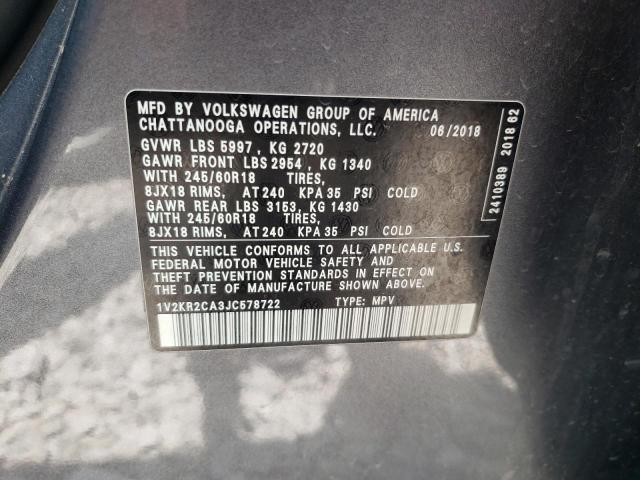 MFD BY VOLKSWAGEN GROUP OF AMERICA
CHATTANOOGA OPERATIONS, LLC. 06/2018
GVWR LBS 5997, KG 2720
GAWR FRONT LBS 2954, KG 1340
WITH 245/60R18 TIRES,
8JX18 RIMS, AT 240 KPA 35 PSI COLD
GAWR REAR LBS 3153, KG 1430
WITH 245/60R18 TIRES,
8JX18 RIMS, AT 240 KPA 35 PSI COLD
THIS VEHICLE CONFORMS TO ALL APPLICABLE U.S.
FEDERAL MOTOR VEHICLE SAFETY AND
THEFT PREVENTION STANDARDS IN EFFECT ON
THE DATE OF MANUFACTURE SHOWN ABOVE
1V2KR2CA3JC578722 TYPE: MPV
2410389 2018 62